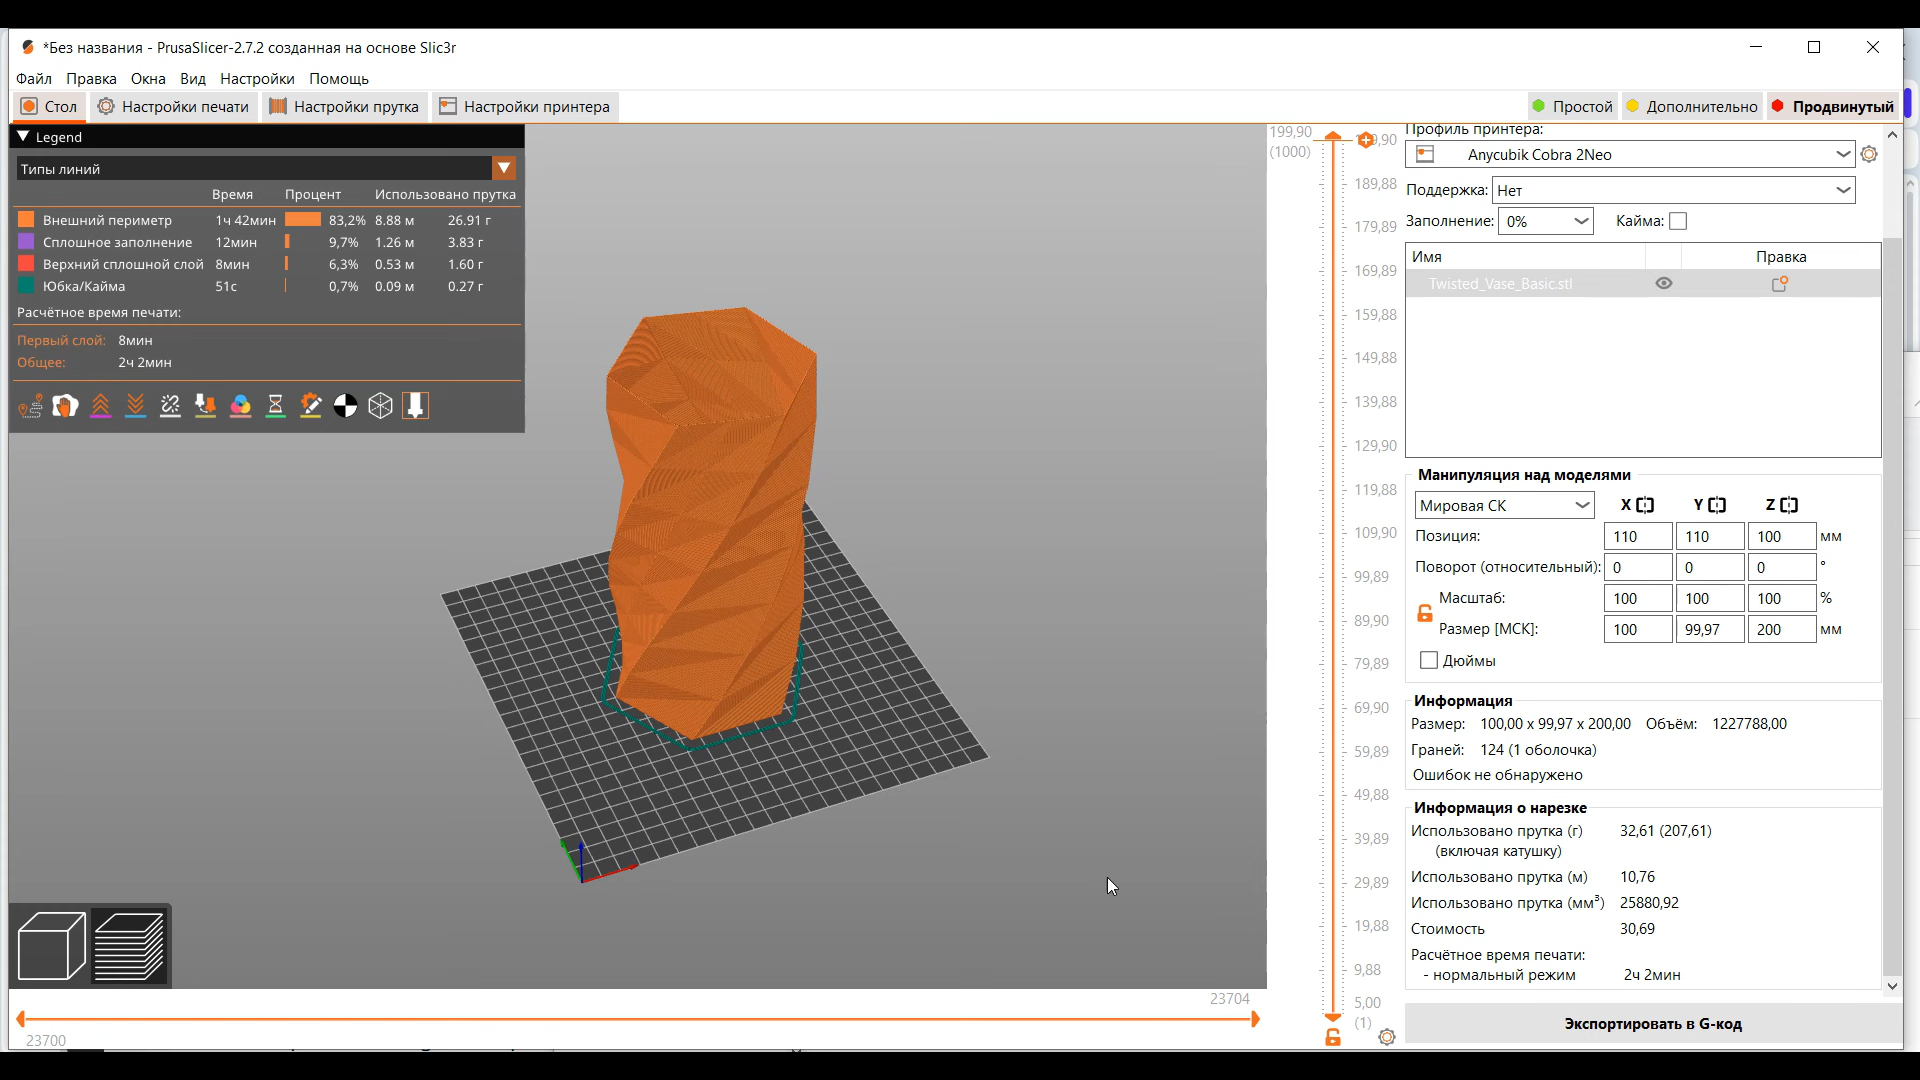 *Без названия - PrusaSlicer-2.7.2 созданная на основе Slic3r
Файл Правка Окна Вид Настройки Помощь
Стол Настройки печати Настройки прутка Настройки принтера
Простой Дополнительно Продвинутый
Legend
Типы линий
Время Процент Использовано прутка
Внешний периметр 1ч 42мин 83,2% 8.88 м 26.91 г
Сплошное заполнение 12мин 9,7% 1.26 м 3.83 г
Верхний сплошной слой 8мин 6,3% 0.53 м 1.60 г
Юбка/Кайма 51с 0,7% 0.09 м 0.27 г
Расчётное время печати:
Первый слой: 8мин
Общее: 2ч 2мин
199,90
(1000)
189,88
179,89
169,89
159,88
149,88
139,88
129,90
119,88
109,90
99,89
89,90
79,89
69,90
59,89
49,88
39,89
29,89
19,88
9,88
5,00
(1)
23704
23700
Профиль принтера:
Anycubik Cobra 2Neo
Поддержка: Нет
Заполнение: 0% Кайма:
Имя Правка
Twisted_Vase_Basic.stl
Манипуляция над моделями
Мировая СК X Y Z
Позиция: 110 110 100 мм
Поворот (относительный): 0 0 0 °
Масштаб: 100 100 100 %
Размер [МСК]: 100 99,97 200 мм
Дюймы
Информация
Размер: 100,00 x 99,97 x 200,00 Объём: 1227788,00
Граней: 124 (1 оболочка)
Ошибок не обнаружено
Информация о нарезке
Использовано прутка (г) 32,61 (207,61)
(включая катушку)
Использовано прутка (м) 10,76
Использовано прутка (мм³) 25880,92
Стоимость 30,69
Расчётное время печати:
- нормальный режим 2ч 2мин
Экспортировать в G-код